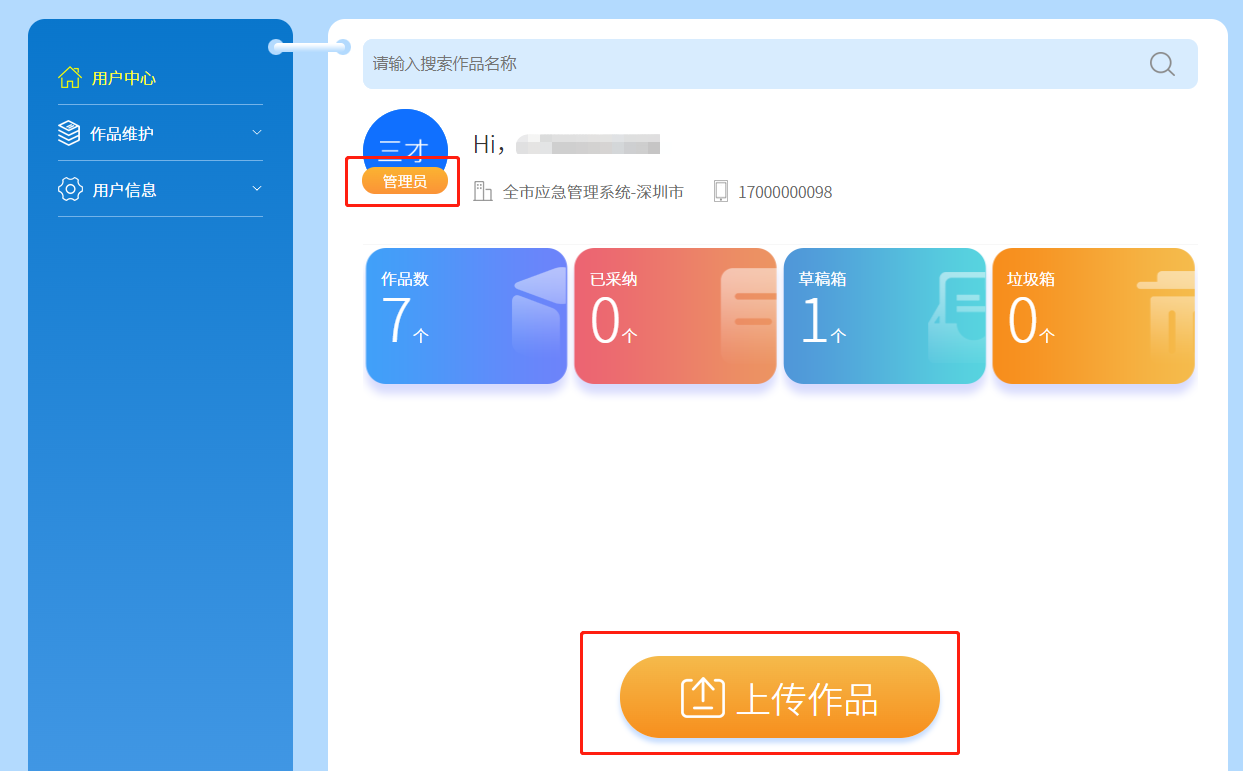 用户中心
作品维护
用户信息
请输入搜索作品名称
三才
管理员
Hi，
全市应急管理系统-深圳市
17000000098
作品数
7个
已采纳
0个
草稿箱
1个
垃圾箱
0个
上传作品